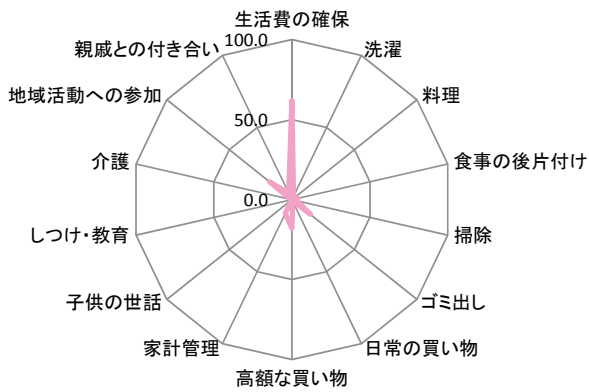 生活費の確保
100.0
親戚との付き合い
洗濯
地域活動への参加
料理
50.0
介護
食事の後片付け
0.0
しつけ・教育
掃除
子供の世話
ゴミ出し
家計管理
日常の買い物
高額な買い物